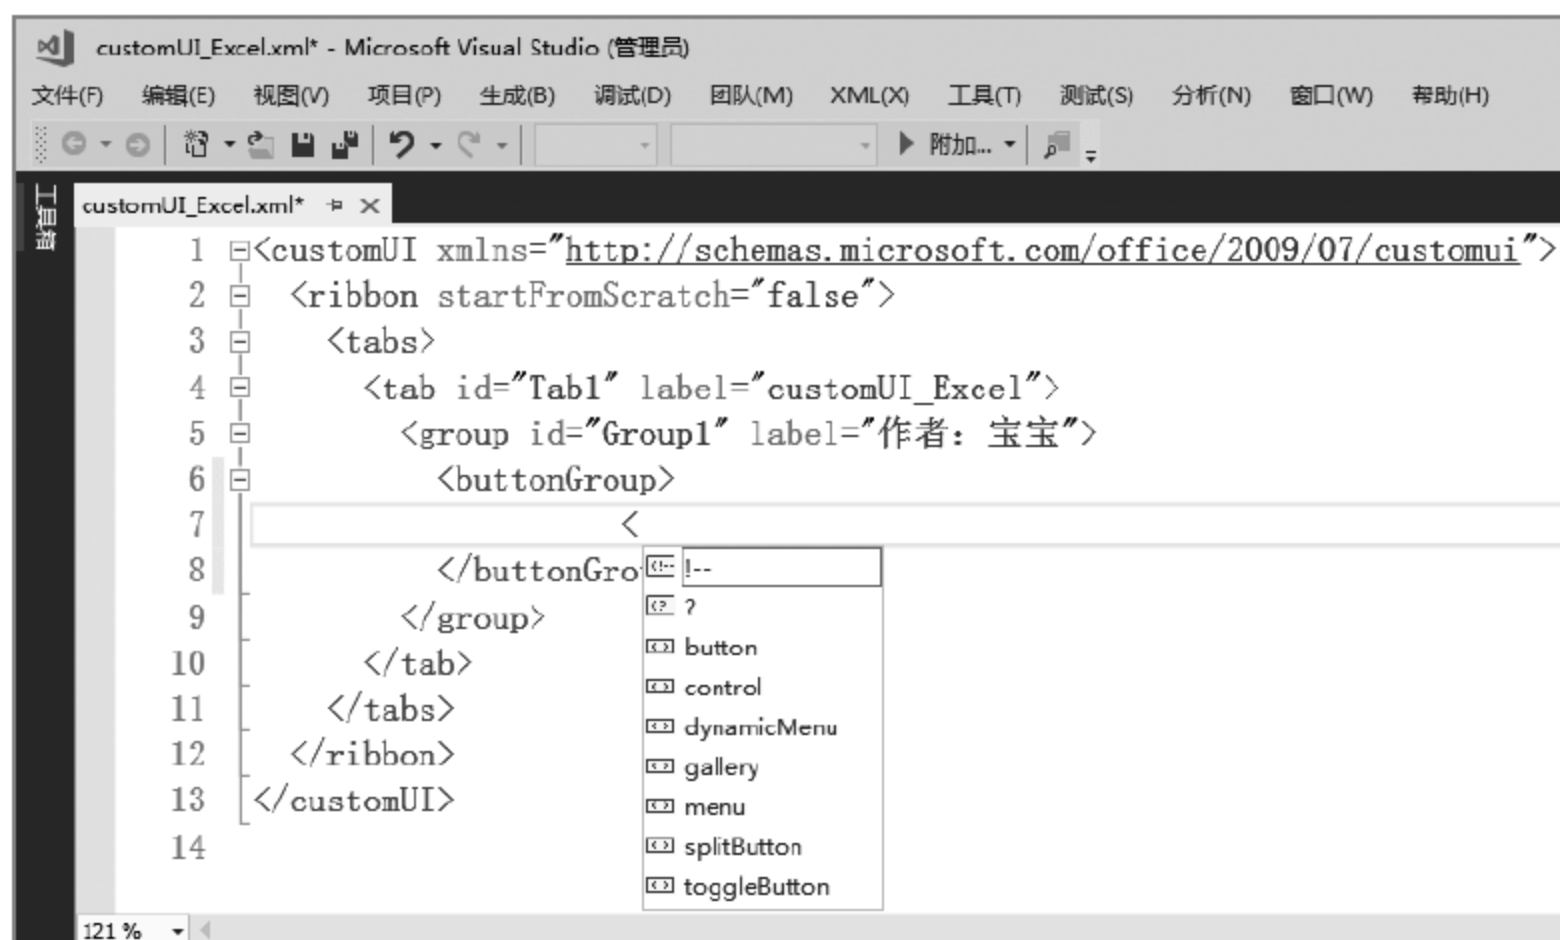 customUI_Excel.xml* - Microsoft Visual Studio (管理员)
文件(F) 编辑(E) 视图(V) 项目(P) 生成(B) 调试(D) 团队(M) XML(X) 工具(T) 测试(S) 分析(N) 窗口(W) 帮助(H)
附加...
工具箱
customUI_Excel.xml*
1 <customUI xmlns="http://schemas.microsoft.com/office/2009/07/customui">
2 <ribbon startFromScratch="false">
3 <tabs>
4 <tab id="Tab1" label="customUI_Excel">
5 <group id="Group1" label="作者：宝宝">
6 <buttonGroup>
7 <
8 </buttonGro
9 </group>
10 </tab>
11 </tabs>
12 </ribbon>
13 </customUI>
14
!--
?
button
control
dynamicMenu
gallery
menu
splitButton
toggleButton
121 %